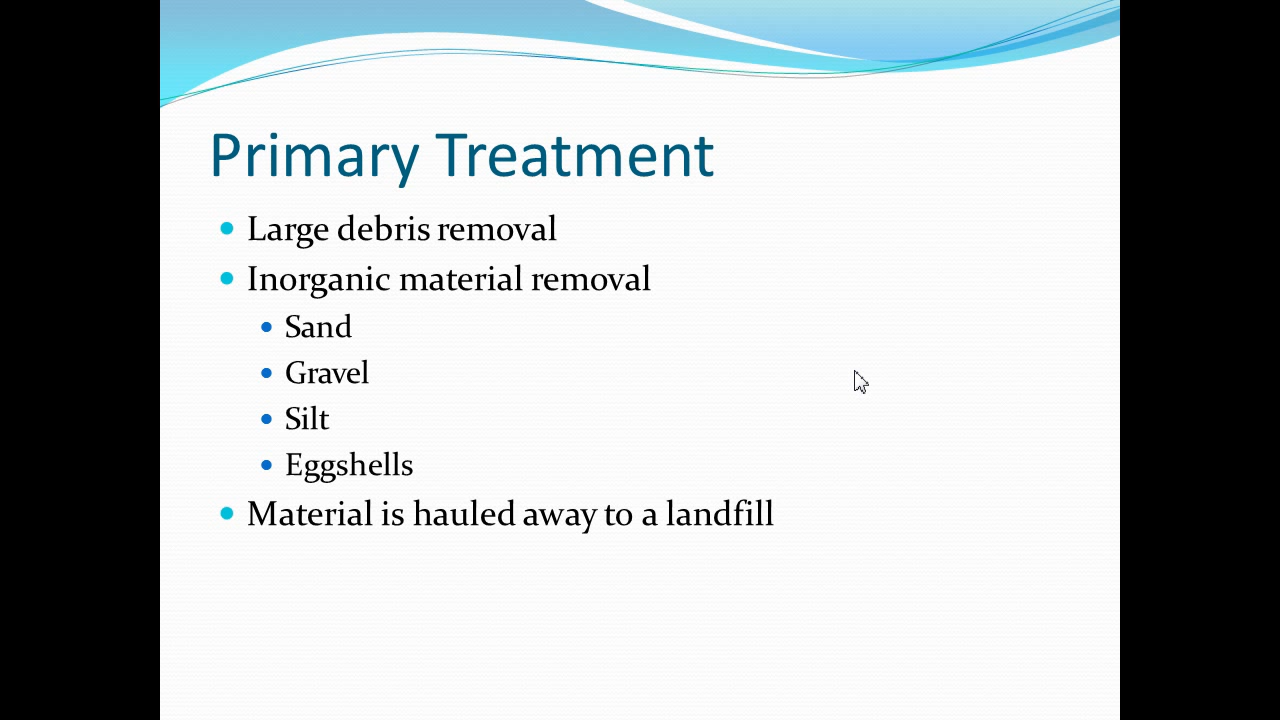 Primary Treatment
Large debris removal
Inorganic material removal
Sand
Gravel
Silt
Eggshells
Material is hauled away to a landfill